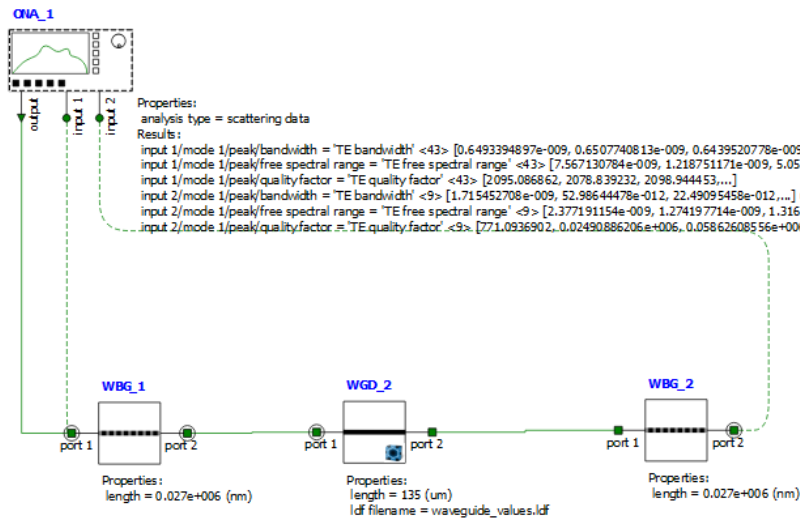 ONA_1
output
input 1
input 2
Properties:
analysis type = scattering data
Results:
input 1/mode 1/peak/bandwidth = 'TE bandwidth' <43> [0.6493394897e-009, 0.6507740813e-009, 0.6439520778e-009
input 1/mode 1/peak/free spectral range = 'TE free spectral range' <43> [7.567130784e-009, 1.218751171e-009, 5.05
input 1/mode 1/peak/quality factor = 'TE quality factor' <43> [2095.086862, 2078.839232, 2098.944453,...]
input 2/mode 1/peak/bandwidth = 'TE bandwidth' <9> [1.715452708e-009, 52.98644478e-012, 22.49095458e-012,...]
input 2/mode 1/peak/free spectral range = 'TE free spectral range' <9> [2.377191154e-009, 1.274197714e-009, 1.316
input 2/mode 1/peak/quality factor = 'TE quality factor' <9> [771.0936902, 0.02490886206e+006, 0.05862608556e+006
WBG_1
WGD_2
WBG_2
port 1
port 2
port 1
port 2
port 1
port 2
Properties:
length = 0.027e+006 (nm)
Properties:
length = 135 (um)
ldf filename = waveguide_values.ldf
Properties:
length = 0.027e+006 (nm)